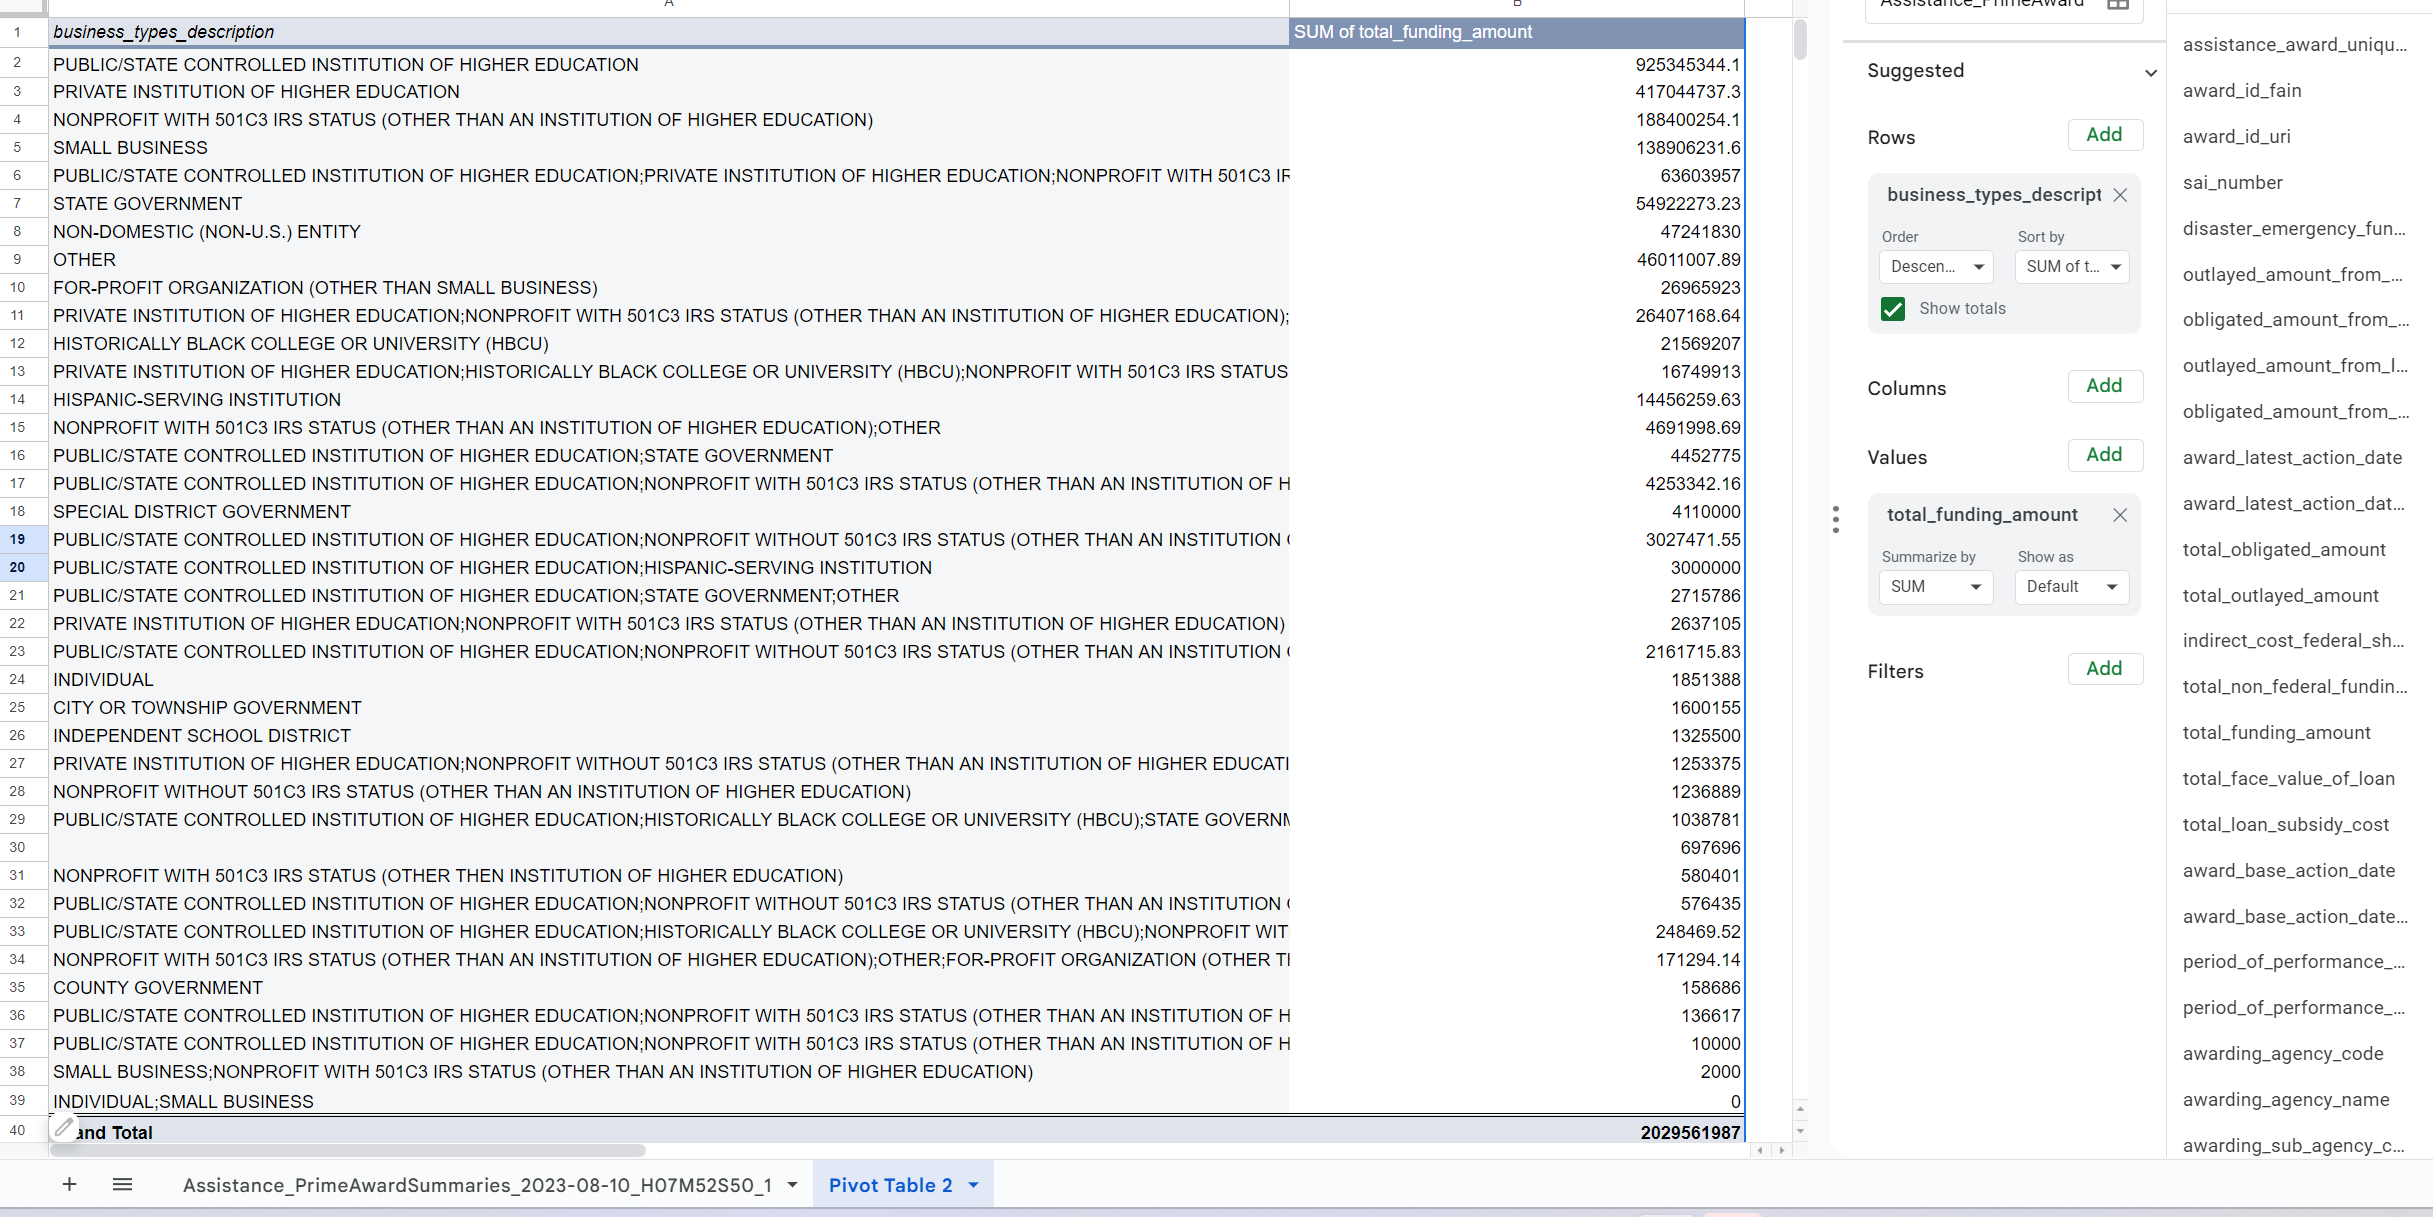 A B
1 business_types_description SUM of total_funding_amount
2 PUBLIC/STATE CONTROLLED INSTITUTION OF HIGHER EDUCATION 925345344.1
3 PRIVATE INSTITUTION OF HIGHER EDUCATION 417044737.3
4 NONPROFIT WITH 501C3 IRS STATUS (OTHER THAN AN INSTITUTION OF HIGHER EDUCATION) 188400254.1
5 SMALL BUSINESS 138906231.6
6 PUBLIC/STATE CONTROLLED INSTITUTION OF HIGHER EDUCATION;PRIVATE INSTITUTION OF HIGHER EDUCATION;NONPROFIT WITH 501C3 IR 63603957
7 STATE GOVERNMENT 54922273.23
8 NON-DOMESTIC (NON-U.S.) ENTITY 47241830
9 OTHER 46011007.89
10 FOR-PROFIT ORGANIZATION (OTHER THAN SMALL BUSINESS) 26965923
11 PRIVATE INSTITUTION OF HIGHER EDUCATION;NONPROFIT WITH 501C3 IRS STATUS (OTHER THAN AN INSTITUTION OF HIGHER EDUCATION); 26407168.64
12 HISTORICALLY BLACK COLLEGE OR UNIVERSITY (HBCU) 21569207
13 PRIVATE INSTITUTION OF HIGHER EDUCATION;HISTORICALLY BLACK COLLEGE OR UNIVERSITY (HBCU);NONPROFIT WITH 501C3 IRS STATUS 16749913
14 HISPANIC-SERVING INSTITUTION 14456259.63
15 NONPROFIT WITH 501C3 IRS STATUS (OTHER THAN AN INSTITUTION OF HIGHER EDUCATION);OTHER 4691998.69
16 PUBLIC/STATE CONTROLLED INSTITUTION OF HIGHER EDUCATION;STATE GOVERNMENT 4452775
17 PUBLIC/STATE CONTROLLED INSTITUTION OF HIGHER EDUCATION;NONPROFIT WITH 501C3 IRS STATUS (OTHER THAN AN INSTITUTION OF H 4253342.16
18 SPECIAL DISTRICT GOVERNMENT 4110000
19 PUBLIC/STATE CONTROLLED INSTITUTION OF HIGHER EDUCATION;NONPROFIT WITHOUT 501C3 IRS STATUS (OTHER THAN AN INSTITUTION 3027471.55
20 PUBLIC/STATE CONTROLLED INSTITUTION OF HIGHER EDUCATION;HISPANIC-SERVING INSTITUTION 3000000
21 PUBLIC/STATE CONTROLLED INSTITUTION OF HIGHER EDUCATION;STATE GOVERNMENT;OTHER 2715786
22 PRIVATE INSTITUTION OF HIGHER EDUCATION;NONPROFIT WITH 501C3 IRS STATUS (OTHER THAN AN INSTITUTION OF HIGHER EDUCATION) 2637105
23 PUBLIC/STATE CONTROLLED INSTITUTION OF HIGHER EDUCATION;NONPROFIT WITHOUT 501C3 IRS STATUS (OTHER THAN AN INSTITUTION 2161715.83
24 INDIVIDUAL 1851388
25 CITY OR TOWNSHIP GOVERNMENT 1600155
26 INDEPENDENT SCHOOL DISTRICT 1325500
27 PRIVATE INSTITUTION OF HIGHER EDUCATION;NONPROFIT WITHOUT 501C3 IRS STATUS (OTHER THAN AN INSTITUTION OF HIGHER EDUCATI 1253375
28 NONPROFIT WITHOUT 501C3 IRS STATUS (OTHER THAN AN INSTITUTION OF HIGHER EDUCATION) 1236889
29 PUBLIC/STATE CONTROLLED INSTITUTION OF HIGHER EDUCATION;HISTORICALLY BLACK COLLEGE OR UNIVERSITY (HBCU);STATE GOVERNM 1038781
30 697696
31 NONPROFIT WITH 501C3 IRS STATUS (OTHER THEN INSTITUTION OF HIGHER EDUCATION) 580401
32 PUBLIC/STATE CONTROLLED INSTITUTION OF HIGHER EDUCATION;NONPROFIT WITHOUT 501C3 IRS STATUS (OTHER THAN AN INSTITUTION 576435
33 PUBLIC/STATE CONTROLLED INSTITUTION OF HIGHER EDUCATION;HISTORICALLY BLACK COLLEGE OR UNIVERSITY (HBCU);NONPROFIT WIT 248469.52
34 NONPROFIT WITH 501C3 IRS STATUS (OTHER THAN AN INSTITUTION OF HIGHER EDUCATION);OTHER;FOR-PROFIT ORGANIZATION (OTHER TH 171294.14
35 COUNTY GOVERNMENT 158686
36 PUBLIC/STATE CONTROLLED INSTITUTION OF HIGHER EDUCATION;NONPROFIT WITH 501C3 IRS STATUS (OTHER THAN AN INSTITUTION OF H 136617
37 PUBLIC/STATE CONTROLLED INSTITUTION OF HIGHER EDUCATION;NONPROFIT WITH 501C3 IRS STATUS (OTHER THAN AN INSTITUTION OF H 10000
38 SMALL BUSINESS;NONPROFIT WITH 501C3 IRS STATUS (OTHER THAN AN INSTITUTION OF HIGHER EDUCATION) 2000
39 INDIVIDUAL;SMALL BUSINESS 0
40 and Total 2029561987
Assistance_PrimeAwardSummaries_2023-08-10_H07M52S50_1
Pivot Table 2
Assistance_PrimeAward
Suggested
Rows Add
business_types_descript
Order Sort by
Descen... SUM of t...
Show totals
Columns Add
Values Add
total_funding_amount
Summarize by Show as
SUM Default
Filters Add
assistance_award_uniqu...
award_id_fain
award_id_uri
sai_number
disaster_emergency_fun...
outlayed_amount_from_...
obligated_amount_from_...
outlayed_amount_from_I...
obligated_amount_from_...
award_latest_action_date
award_latest_action_dat...
total_obligated_amount
total_outlayed_amount
indirect_cost_federal_sh...
total_non_federal_fundin...
total_funding_amount
total_face_value_of_loan
total_loan_subsidy_cost
award_base_action_date
award_base_action_date...
period_of_performance_...
period_of_performance_...
awarding_agency_code
awarding_agency_name
awarding_sub_agency_c...